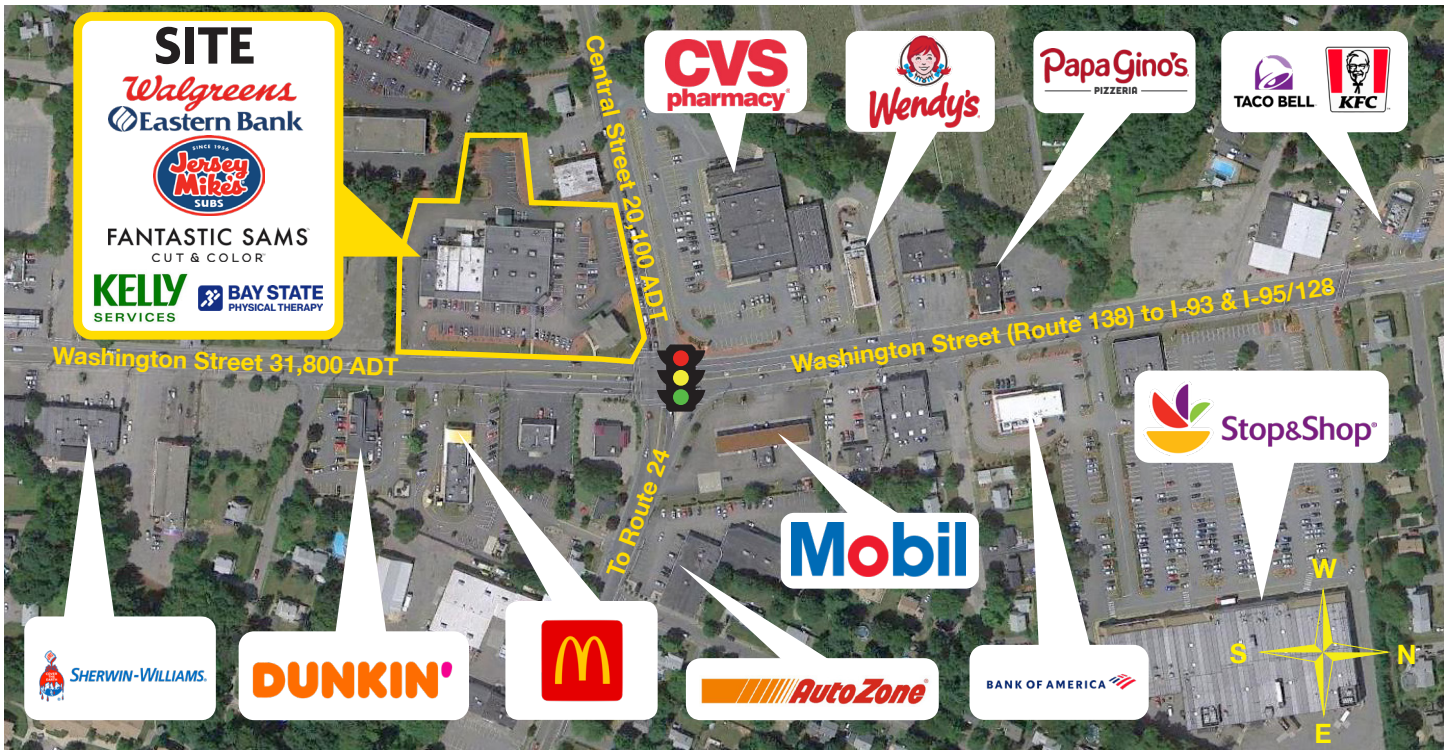 SITE
Walgreens
Eastern Bank
SINCE 1956
Jersey
Mike's
SUBS
FANTASTIC SAMS
CUT & COLOR
KELLY
SERVICES
BAY STATE
PHYSICAL THERAPY
Central Street 20,100 ADT
CVS
pharmacy®
Wendy's
Papa Gino's
PIZZERIA
TACO BELL
KFC
Washington Street 31,800 ADT
Washington Street (Route 138) to I-93 & I-95/128
To Route 24
Stop&Shop®
Mobil
SHERWIN-WILLIAMS.
DUNKIN'
AutoZone®
BANK OF AMERICA
W
S
N
E